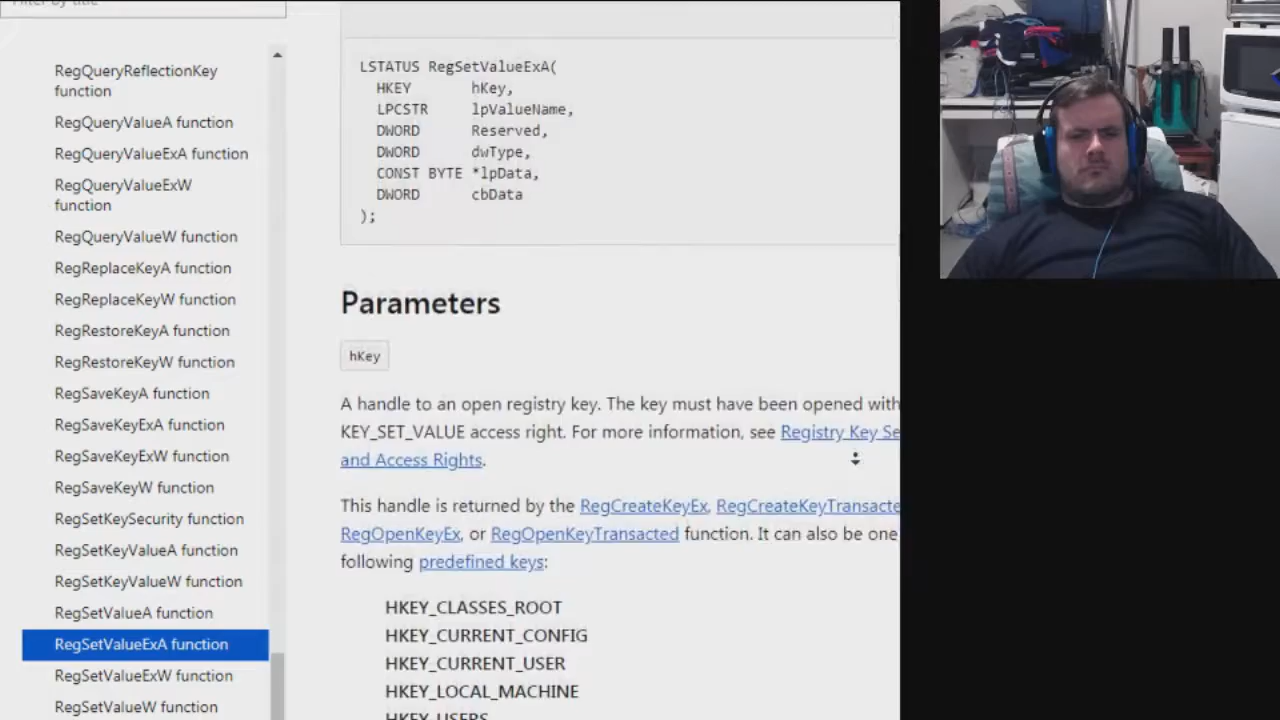 Filter by title
RegQueryReflectionKey
function
RegQueryValueA function
RegQueryValueExA function
RegQueryValueExW
function
RegQueryValueW function
RegReplaceKeyA function
RegReplaceKeyW function
RegRestoreKeyA function
RegRestoreKeyW function
RegSaveKeyA function
RegSaveKeyExA function
RegSaveKeyExW function
RegSaveKeyW function
RegSetKeySecurity function
RegSetKeyValueA function
RegSetKeyValueW function
RegSetValueA function
RegSetValueExA function
RegSetValueExW function
RegSetValueW function
LSTATUS RegSetValueExA(
HKEY hKey,
LPCSTR lpValueName,
DWORD Reserved,
DWORD dwType,
CONST BYTE *lpData,
DWORD cbData
);
Parameters
hKey
A handle to an open registry key. The key must have been opened with
KEY_SET_VALUE access right. For more information, see Registry Key Se
and Access Rights.
This handle is returned by the RegCreateKeyEx, RegCreateKeyTransacte
RegOpenKeyEx, or RegOpenKeyTransacted function. It can also be one
following predefined keys:
HKEY_CLASSES_ROOT
HKEY_CURRENT_CONFIG
HKEY_CURRENT_USER
HKEY_LOCAL_MACHINE
HKEY_USERS